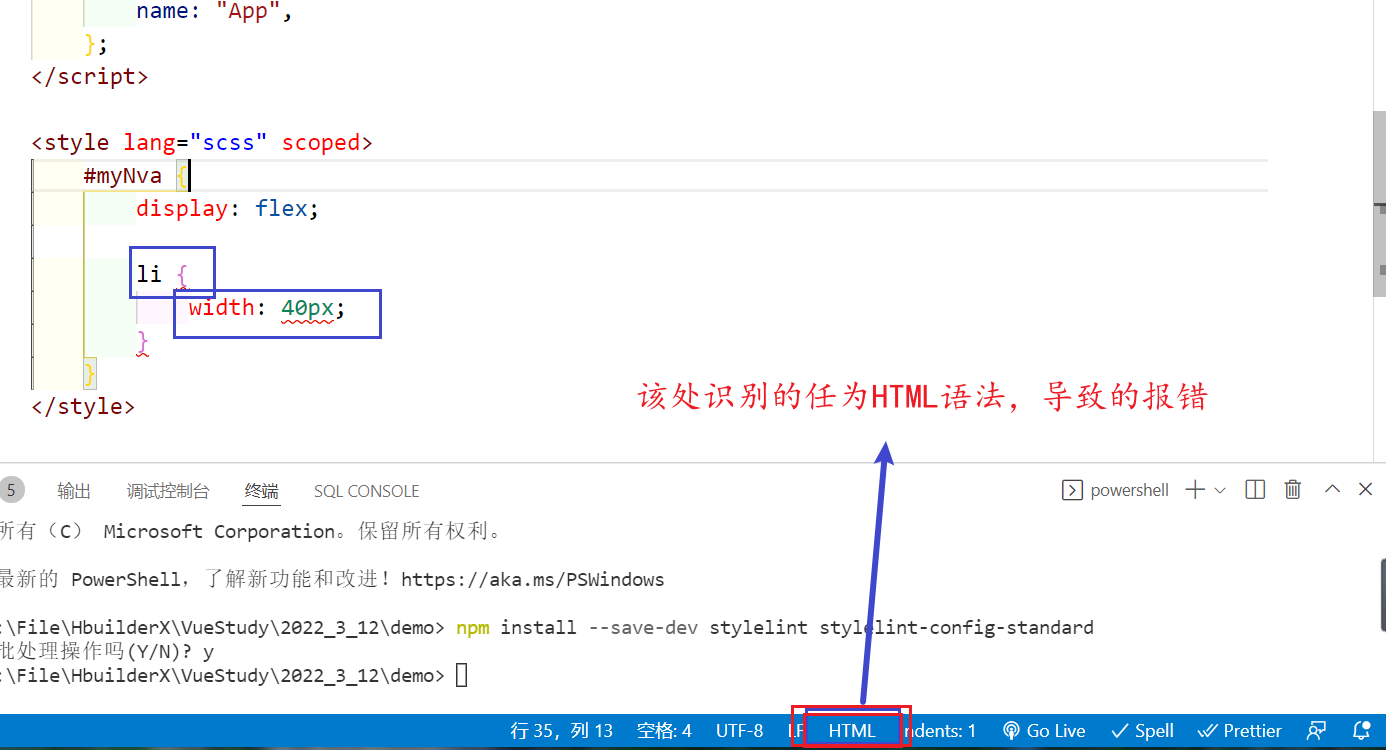 name: "App",
};
</script>
<style lang="scss" scoped>
#myNva {
display: flex;
li {
width: 40px;
}
}
</style>
该处识别的任为HTML语法，导致的报错
5 输出 调试控制台 终端 SQL CONSOLE powershell
所有（C） Microsoft Corporation。保留所有权利。
最新的 PowerShell，了解新功能和改进！https://aka.ms/PSWindows
:\File\HbuilderX\VueStudy\2022_3_12\demo> npm install --save-dev stylelint stylelint-config-standard
批处理操作吗(Y/N)? y
:\File\HbuilderX\VueStudy\2022_3_12\demo>
行 35，列 13 空格: 4 UTF-8 LF HTML ndents: 1 Go Live Spell Prettier